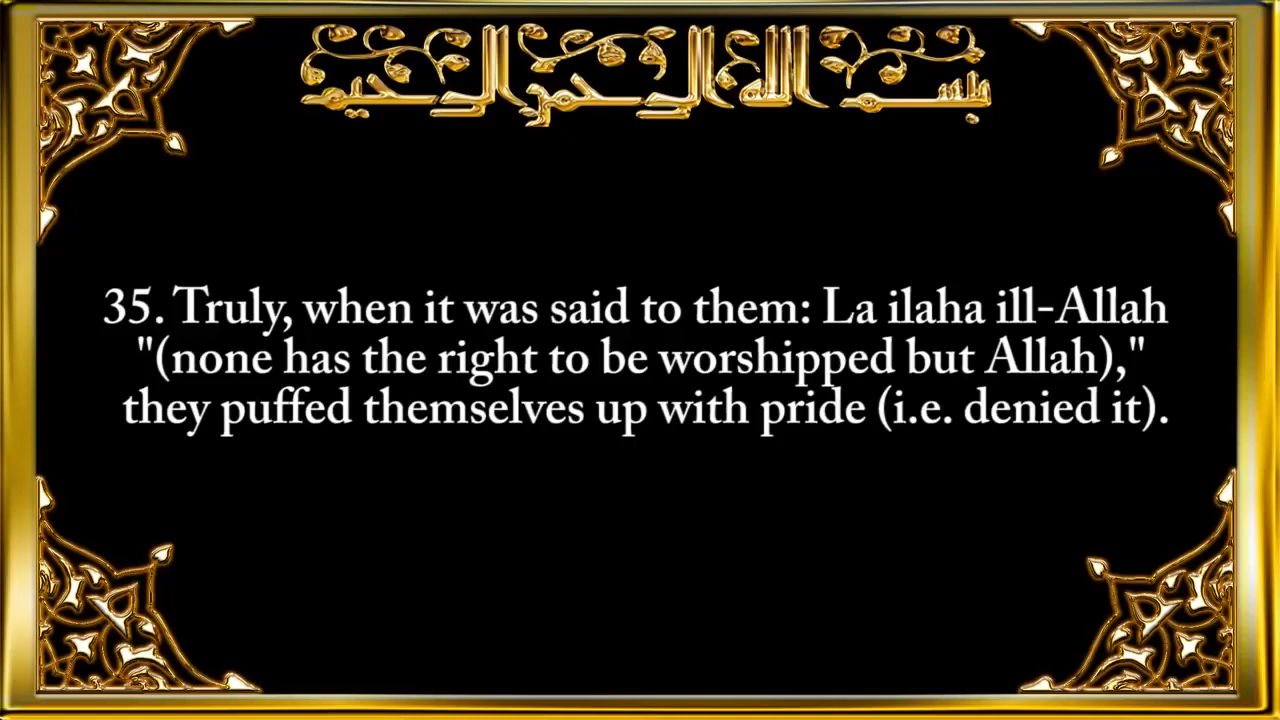 بسم الله الرحمن الرحيم
35. Truly, when it was said to them: La ilaha ill-Allah
"(none has the right to be worshipped but Allah),"
they puffed themselves up with pride (i.e. denied it).